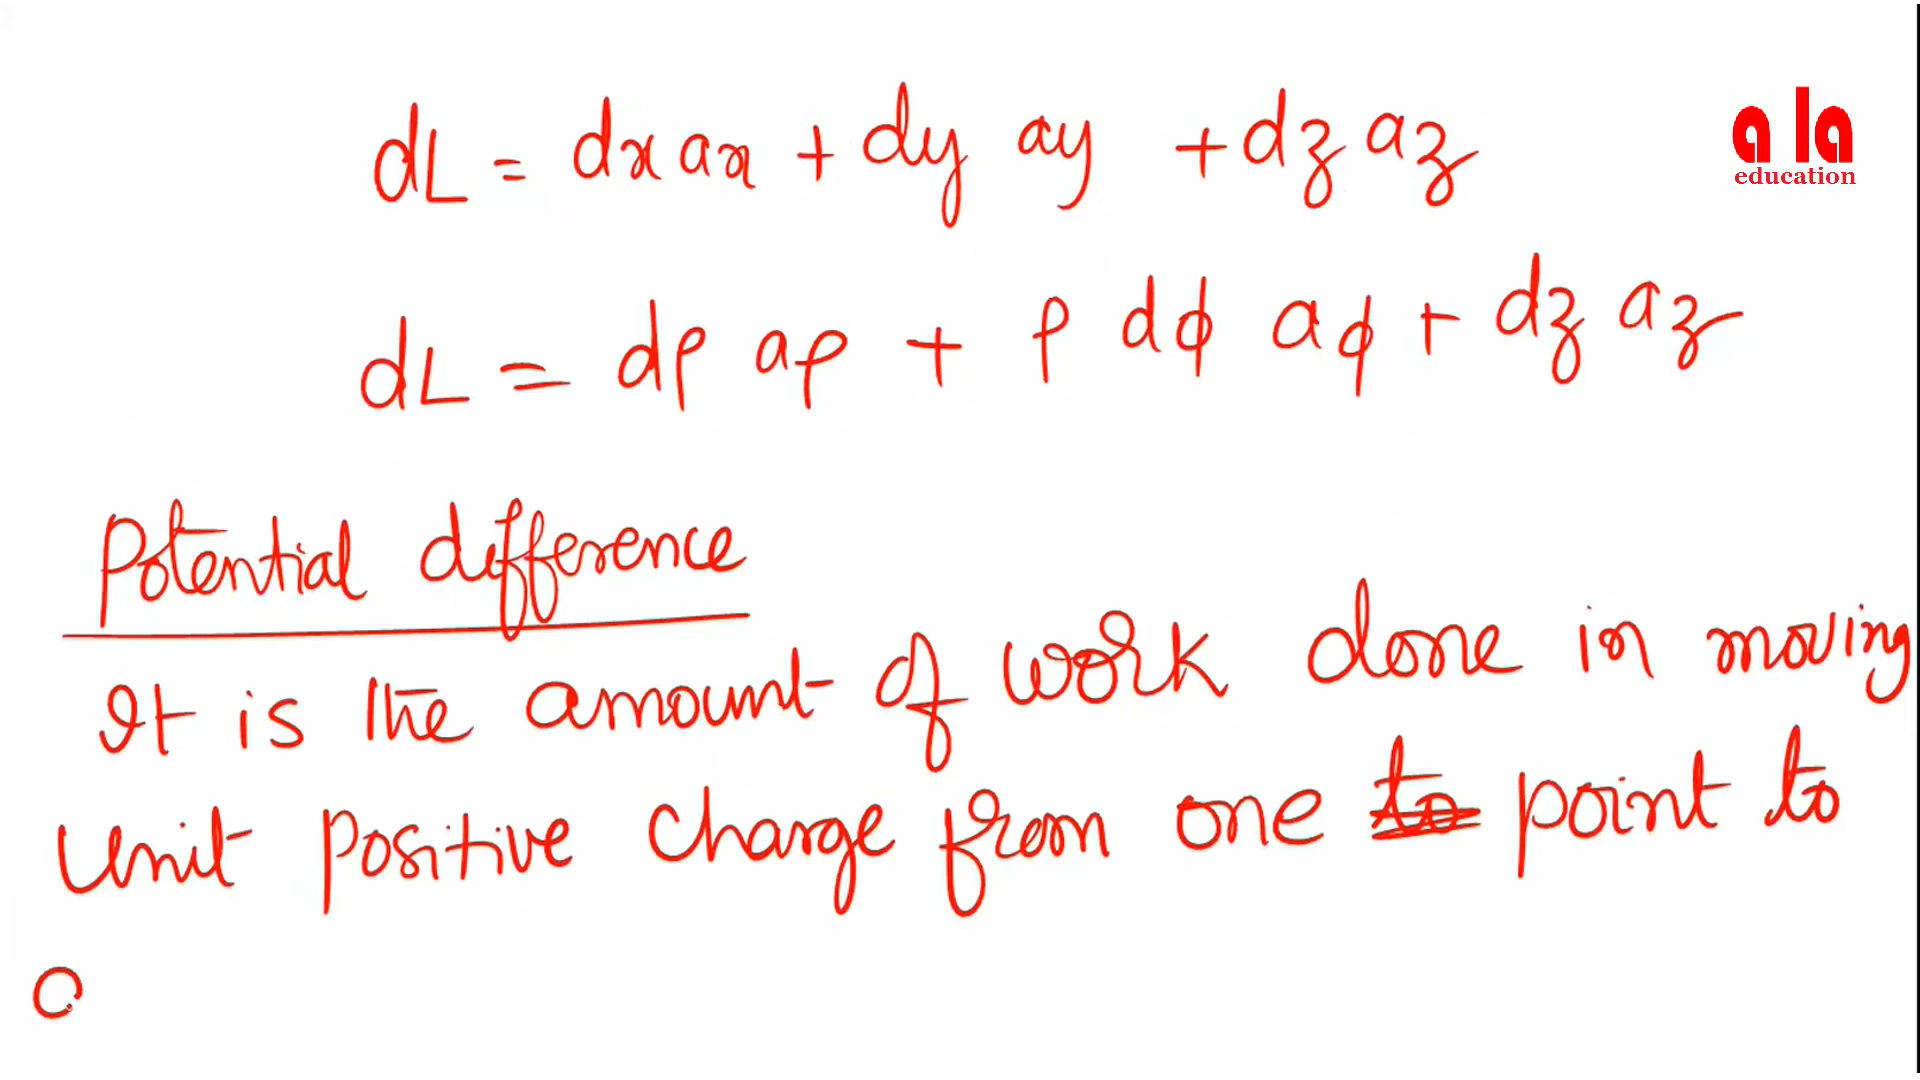 a la
education
dL = dx ax + dy ay + dz az
dL = dρ aρ + ρ dϕ aϕ + dz az
Potential difference
It is the amount of work done in moving
unit positive charge from one to point to